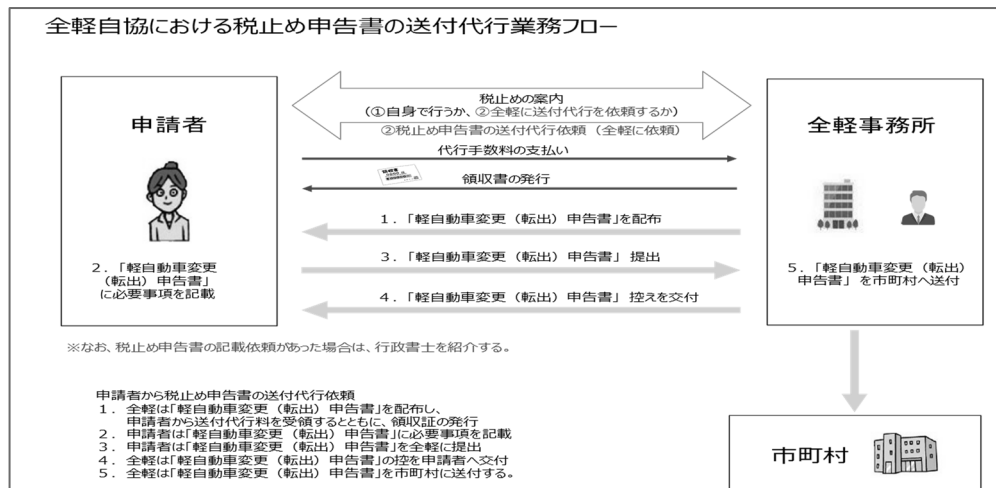 全軽自協における税止め申告書の送付代行業務フロー
申請者
2．「軽自動車変更
（転出）申告書」
に必要事項を記載
税止めの案内
（①自身で行うか、②全軽に送付代行を依頼するか）
②税止め申告書の送付代行依頼（全軽に依頼）
代行手数料の支払い
領収書の発行
1．「軽自動車変更（転出）申告書」を配布
3．「軽自動車変更（転出）申告書」 提出
4．「軽自動車変更（転出）申告書」 控えを交付
全軽事務所
5．「軽自動車変更（転出）
申告書」 を市町村へ送付
※なお、税止め申告書の記載依頼があった場合は、行政書士を紹介する。
申請者から税止め申告書の送付代行依頼
1．全軽は「軽自動車変更（転出）申告書」を配布し、
申請者から送付代行料を受領するとともに、領収証の発行
2．申請者は「軽自動車変更（転出）申告書」に必要事項を記載
3．申請者は「軽自動車変更（転出）申告書」を全軽に提出
4．全軽は「軽自動車変更（転出）申告書」の控を申請者へ交付
5．全軽は「軽自動車変更（転出）申告書」を市町村に送付する。
市町村